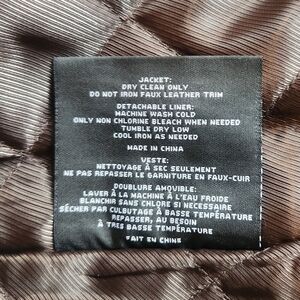 JACKET:
DRY CLEAN ONLY
DO NOT IRON FAUX LEATHER TRIM
DETACHABLE LINER:
MACHINE WASH COLD
ONLY NON CHLORINE BLEACH WHEN NEEDED
TUMBLE DRY LOW
COOL IRON AS NEEDED
MADE IN CHINA
VESTE:
NETTOYAGE À SEC SEULEMENT
NE PAS REPASSER LE GARNITURE EN FAUX-CUIR
DOUBLURE AMOVIBLE:
LAVER À LA MACHINE À L'EAU FROIDE
BLANCHIR SANS CHLORE SI NECESSAIRE
SÉCHER PAR CULBUTAGE À BASSE TEMPÉRATURE
REPASSER, AU BESOIN
À TRES BASSE TEMPÉRATURE
FAIT EN CHINE